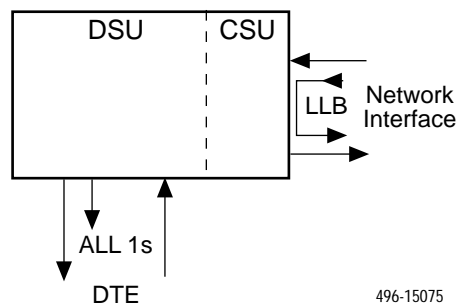 DSU
CSU
LLB
Network
Interface
ALL 1s
DTE
496-15075